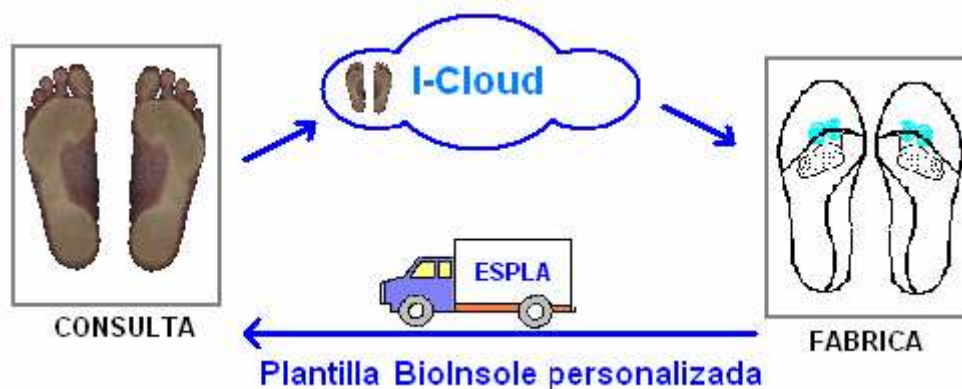 I-Cloud
ESPLA
CONSULTA
FABRICA
Plantilla BioInsole personalizada